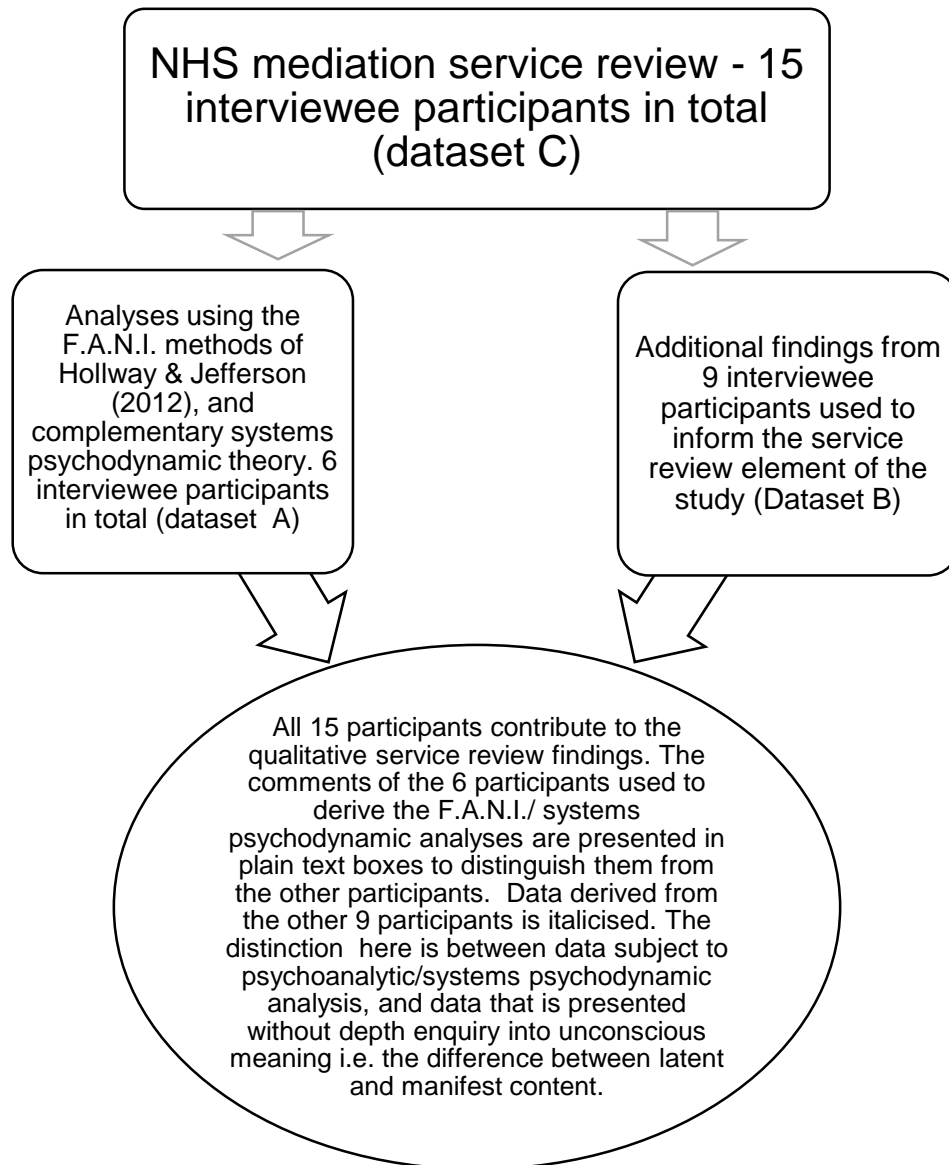 NHS mediation service review - 15
interviewee participants in total
(dataset C)
Analyses using the
F.A.N.I. methods of
Hollway & Jefferson
(2012), and
complementary systems
psychodynamic theory. 6
interviewee participants
in total (dataset  A)
Additional findings from
9 interviewee
participants used to
inform the service
review element of the
study (Dataset B)
All 15 participants contribute to the
qualitative service review findings. The
comments of the 6 participants used to
derive the F.A.N.I./ systems
psychodynamic analyses are presented in
plain text boxes to distinguish them from
the other participants.  Data derived from
the other 9 participants is italicised. The
distinction  here is between data subject to
psychoanalytic/systems psychodynamic
analysis, and data that is presented
without depth enquiry into unconscious
meaning i.e. the difference between latent
and manifest content.